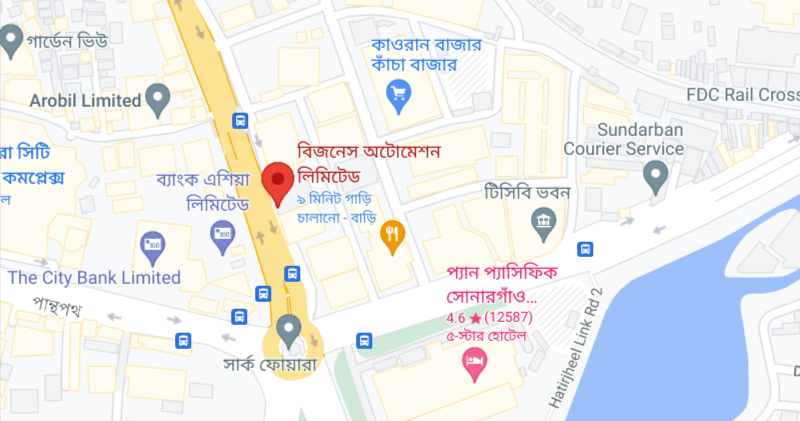 গার্ডেন ভিউ
কাওরান বাজার
কাঁচা বাজার
Arobil Limited
FDC Rail Cross
Sundarban
Courier Service
রা সিটি
কমপ্লেক্স
ল
ব্যাংক এশিয়া
লিমিটেড
বিজনেস অটোমেশন
লিমিটেড
৯ মিনিট গাড়ি
চালানো - বাড়ি
টিসিবি ভবন
The City Bank Limited
প্যান প্যাসিফিক
সোনারগাঁও...
4.6 ★ (12587)
৫-স্টার হোটেল
পান্থপথ
সার্ক ফোয়ারা
Hatirjheel Link Rd 2
D